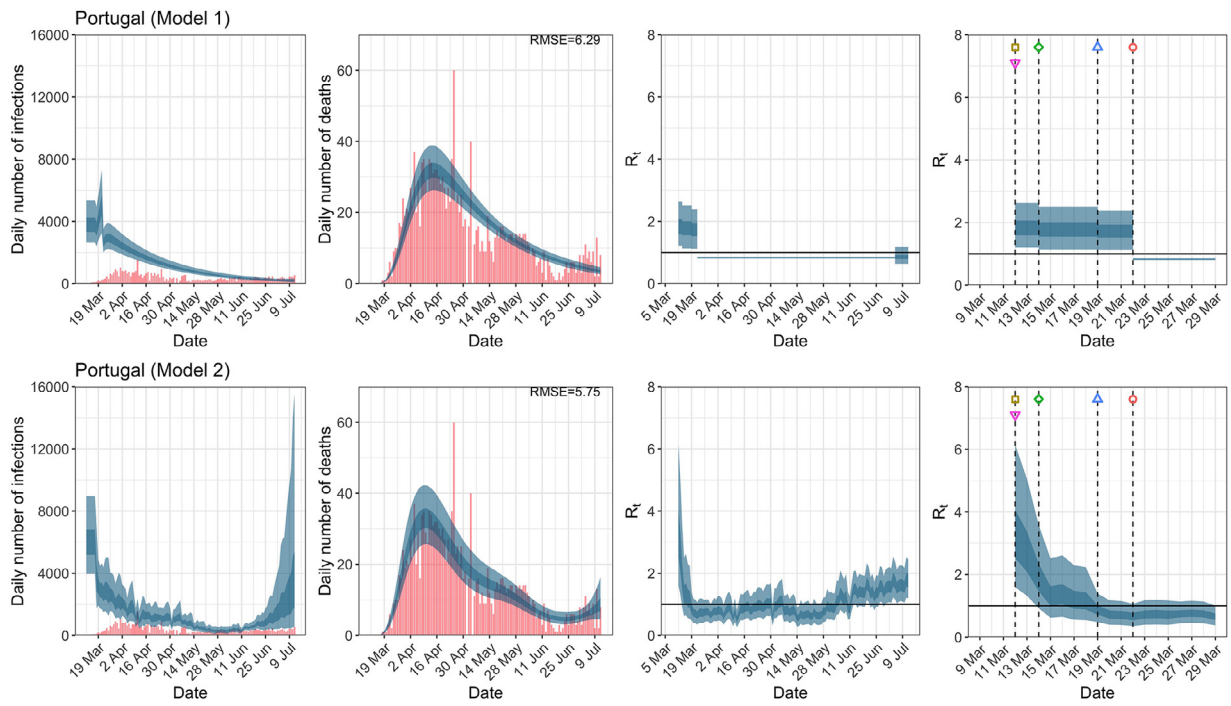 Portugal (Model 1)
Daily number of infections
16000
12000
8000
4000
0
19 Mar
2 Apr
16 Apr
30 Apr
14 May
28 May
11 Jun
25 Jun
9 Jul
Date
Daily number of deaths
60
40
20
0
RMSE=6.29
19 Mar
2 Apr
16 Apr
30 Apr
14 May
28 May
11 Jun
25 Jun
9 Jul
Date
Rt
8
6
4
2
0
5 Mar
19 Mar
2 Apr
16 Apr
30 Apr
14 May
28 May
11 Jun
25 Jun
9 Jul
Date
Rt
8
6
4
2
0
9 Mar
11 Mar
13 Mar
15 Mar
17 Mar
19 Mar
21 Mar
23 Mar
25 Mar
27 Mar
29 Mar
Date
Portugal (Model 2)
Daily number of infections
16000
12000
8000
4000
0
19 Mar
2 Apr
16 Apr
30 Apr
14 May
28 May
11 Jun
25 Jun
9 Jul
Date
Daily number of deaths
60
40
20
0
RMSE=5.75
19 Mar
2 Apr
16 Apr
30 Apr
14 May
28 May
11 Jun
25 Jun
9 Jul
Date
Rt
8
6
4
2
0
5 Mar
19 Mar
2 Apr
16 Apr
30 Apr
14 May
28 May
11 Jun
25 Jun
9 Jul
Date
Rt
8
6
4
2
0
9 Mar
11 Mar
13 Mar
15 Mar
17 Mar
19 Mar
21 Mar
23 Mar
25 Mar
27 Mar
29 Mar
Date